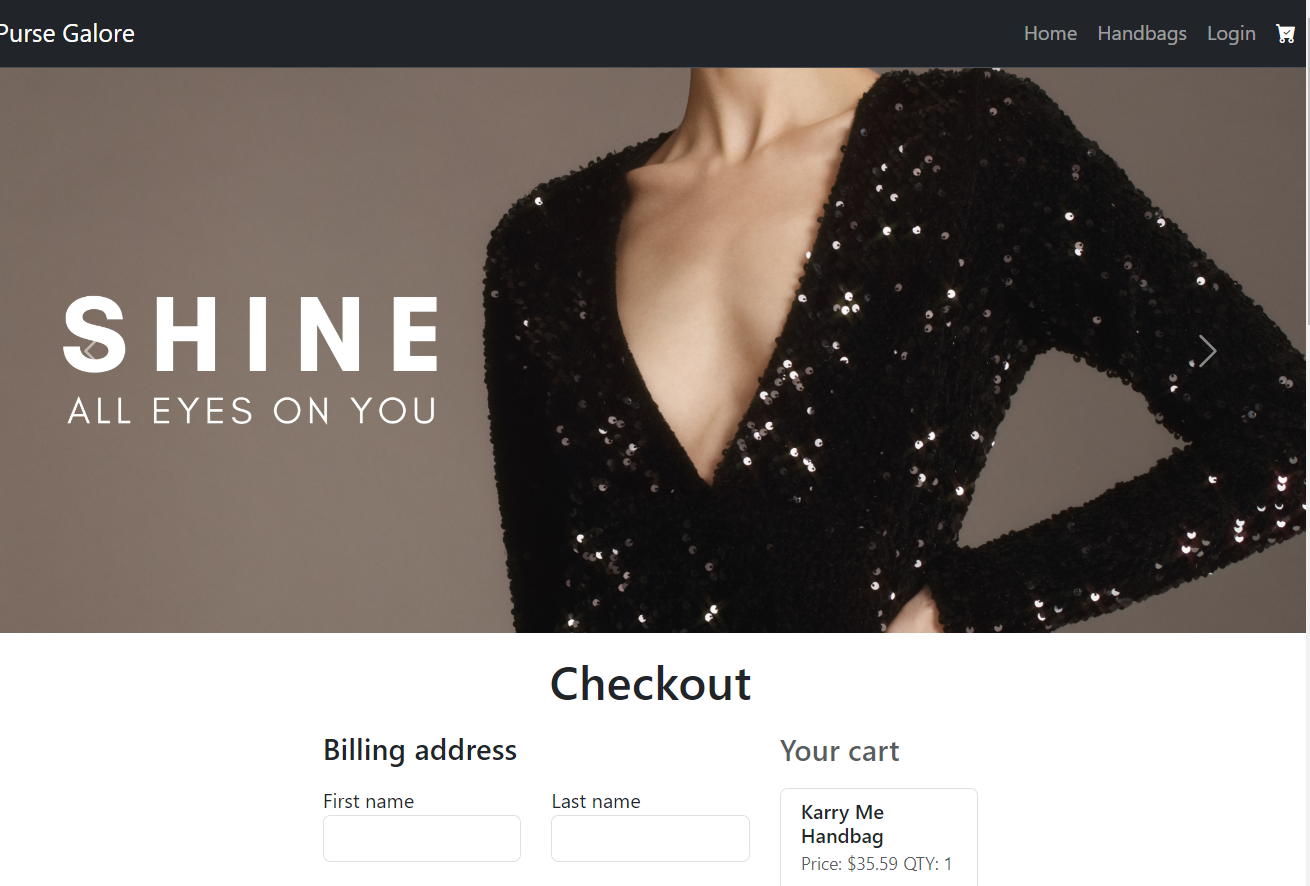 Purse Galore
Home Handbags Login
SHINE
ALL EYES ON YOU
Checkout
Billing address
First name
Last name
Your cart
Karry Me
Handbag
Price: $35.59 QTY: 1